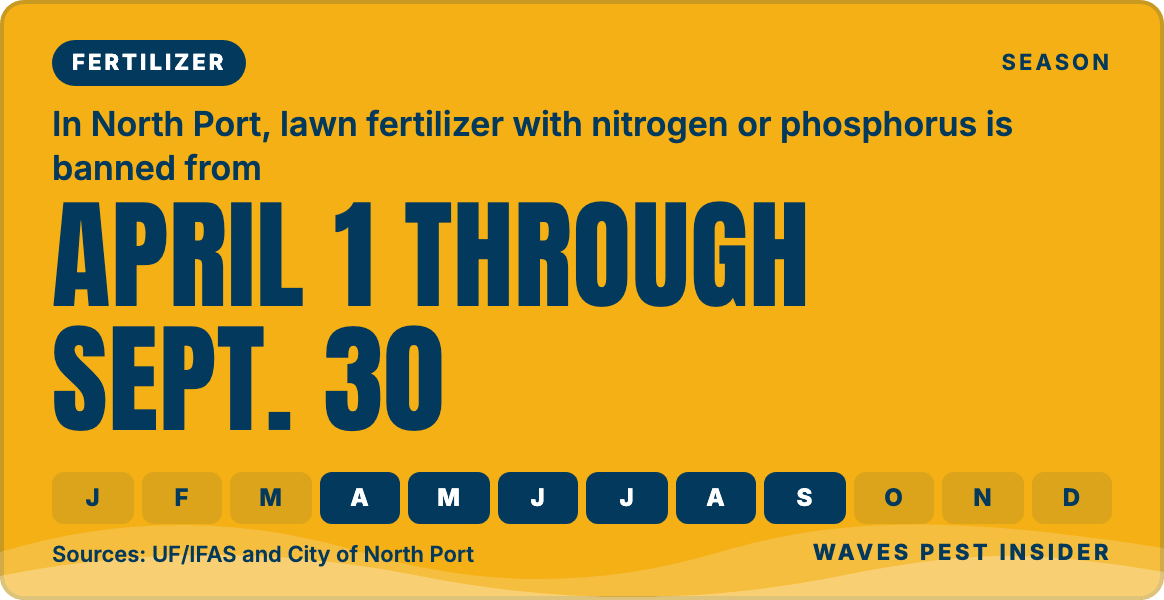 FERTILIZER
SEASON
In North Port, lawn fertilizer with nitrogen or phosphorus is
banned from
APRIL 1 THROUGH
SEPT. 30
J F M A M J J A S O N D
Sources: UF/IFAS and City of North Port
WAVES PEST INSIDER